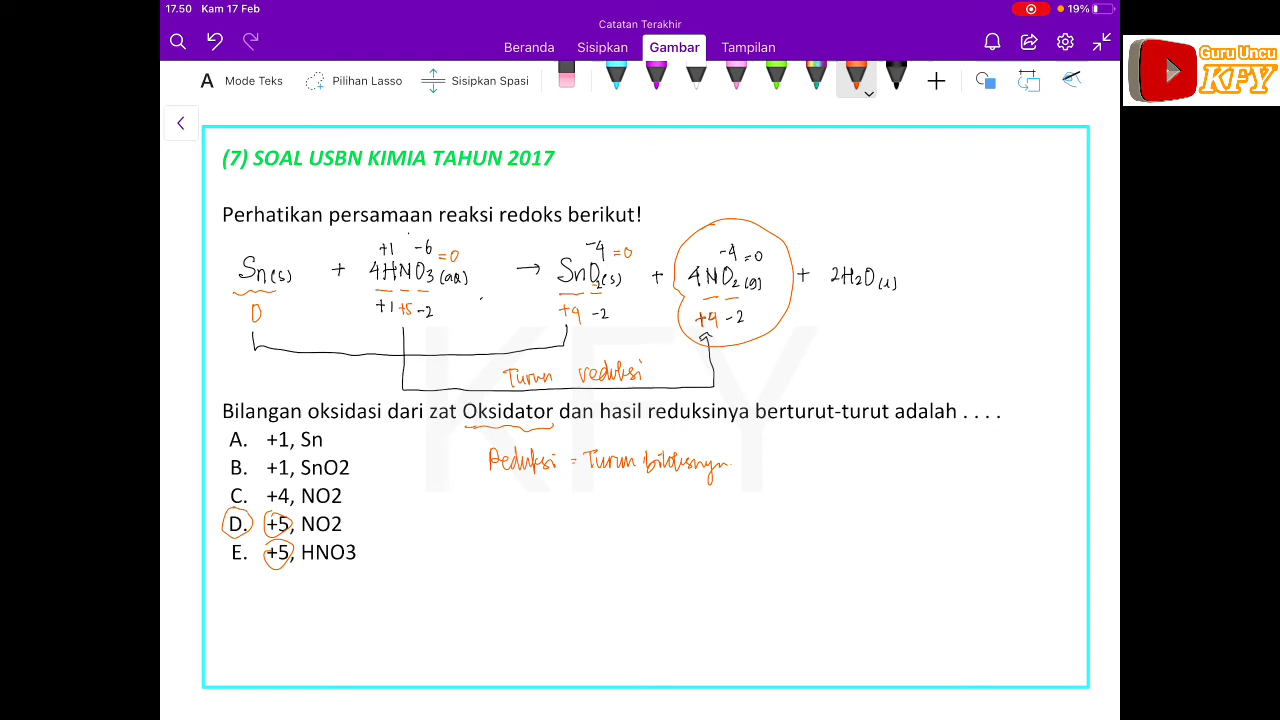 17.50 Kam 17 Feb
19%
Catatan Terakhir
Beranda Sisipkan Gambar Tampilan
A Mode Teks Pilihan Lasso Sisipkan Spasi
Guru Uncu
KFY
(7) SOAL USBN KIMIA TAHUN 2017
Perhatikan persamaan reaksi redoks berikut!
+1 -6 = 0 -4 = 0 -4 = 0
Sn(s) + 4HNO3(aq) → SnO2(s) + 4NO2(g) + 2H2O(l)
0 +1 +5 -2 +4 -2 +4 -2
Turun reduksi
Bilangan oksidasi dari zat Oksidator dan hasil reduksinya berturut-turut adalah . . . .
A. +1, Sn
B. +1, SnO2
Reduksi = Turun biloksnya
C. +4, NO2
D. +5, NO2
E. +5, HNO3
KFY